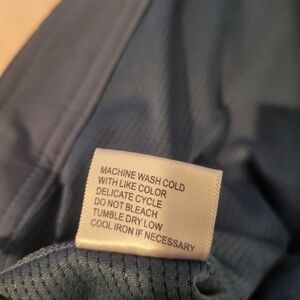 MACHINE WASH COLD
WITH LIKE COLOR
DELICATE CYCLE
DO NOT BLEACH
TUMBLE DRY LOW
COOL IRON IF NECESSARY